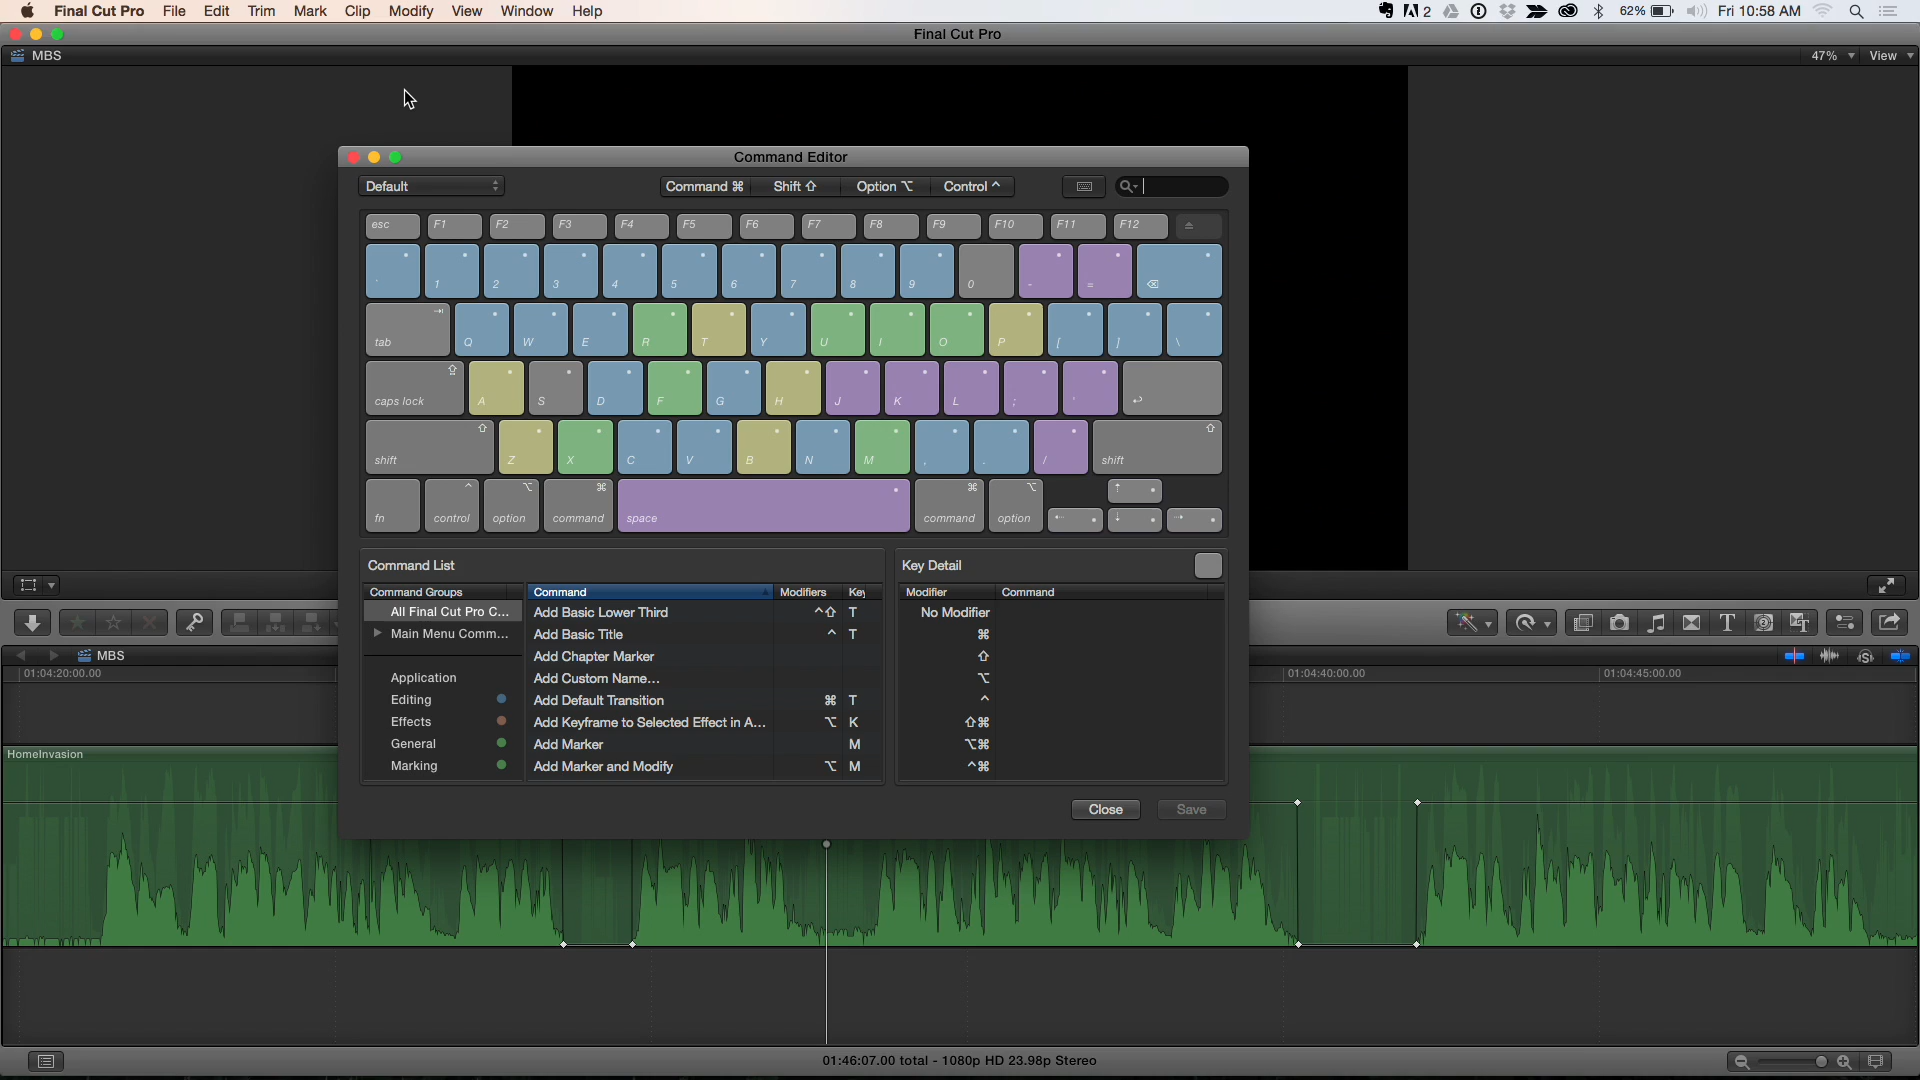 Final Cut Pro File Edit Trim Mark Clip Modify View Window Help 2 62% Fri 10:58 AM
Final Cut Pro
MBS 47% View
Command Editor
Default Command ⌘ Shift ⇧ Option ⌥ Control ^
esc F1 F2 F3 F4 F5 F6 F7 F8 F9 F10 F11 F12
` 1 2 3 4 5 6 7 8 9 0 - =
tab Q W E R T Y U I O P [ ] \
caps lock A S D F G H J K L ; '
shift Z X C V B N M , . / shift
fn control option command space command option
Command List Key Detail
Command Groups Command Modifiers Key Modifier Command
All Final Cut Pro C... Add Basic Lower Third ^⇧ T No Modifier
Main Menu Comm... Add Basic Title ^ T ⌘
Add Chapter Marker ⇧
Application Add Custom Name... ⌥
Editing Add Default Transition ⌘ T ^
Effects Add Keyframe to Selected Effect in A... ⌥ K ⇧⌘
General Add Marker M ⌥⌘
Marking Add Marker and Modify ⌥ M ^⌘
Close Save
MBS
01:04:20:00.00 01:04:40:00.00 01:04:45:00.00
HomeInvasion
01:46:07.00 total - 1080p HD 23.98p Stereo